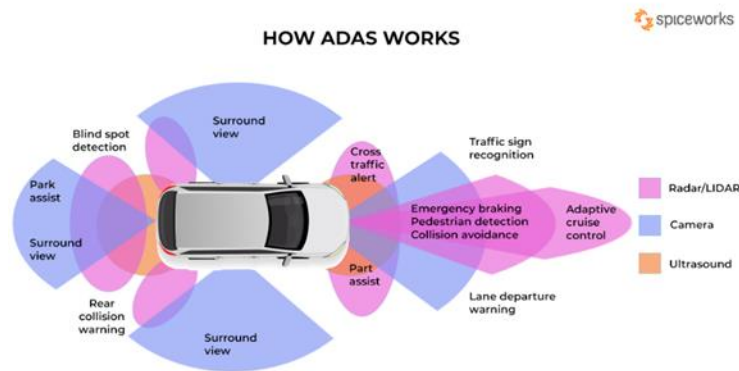 spiceworks
HOW ADAS WORKS
Blind spot
detection
Surround
view
Cross
traffic
alert
Traffic sign
recognition
Park
assist
Surround
view
Emergency braking
Pedestrian detection
Collision avoidance
Adaptive
cruise
control
Radar/LIDAR
Camera
Ultrasound
Part
assist
Rear
collision
warning
Surround
view
Lane departure
warning